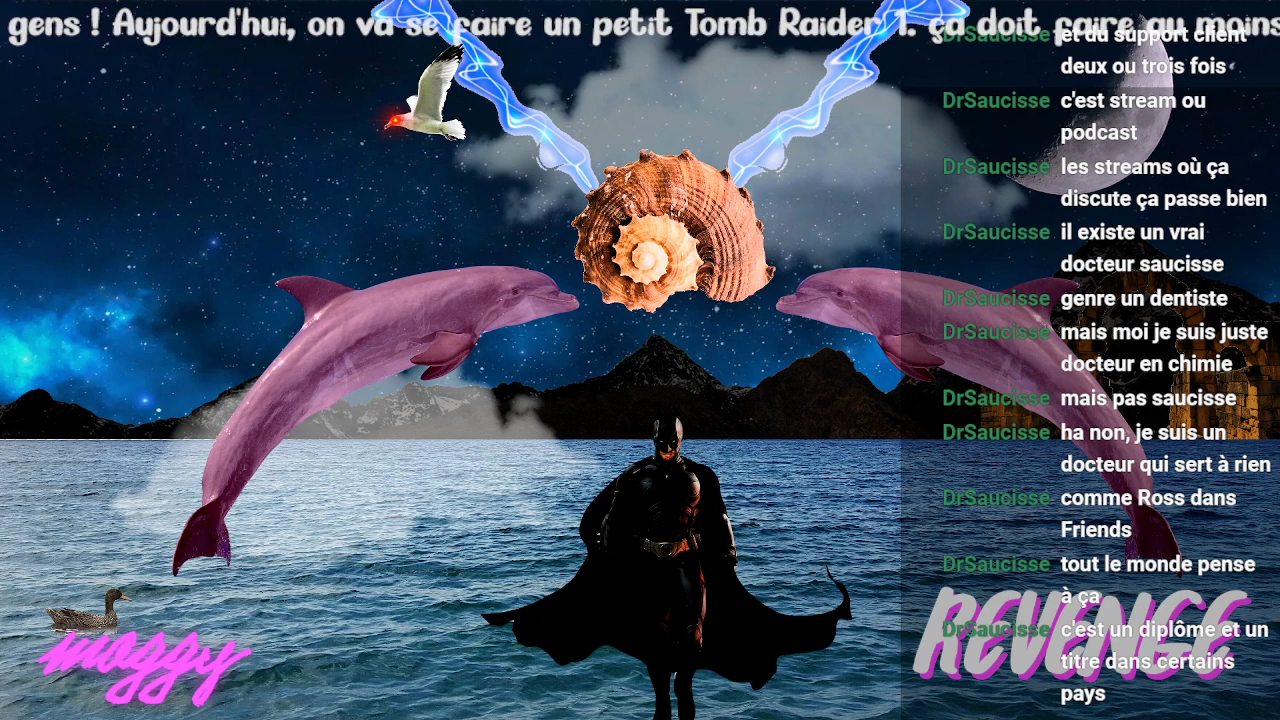 gens ! Aujourd'hui, on va se faire un petit Tomb Raider 1. ça doit faire au moins
DrSaucisse et du support client
deux ou trois fois
DrSaucisse c'est stream ou
podcast
DrSaucisse les streams où ça
discute ça passe bien
DrSaucisse il existe un vrai
docteur saucisse
DrSaucisse genre un dentiste
DrSaucisse mais moi je suis juste
docteur en chimie
DrSaucisse mais pas saucisse
DrSaucisse ha non, je suis un
docteur qui sert à rien
DrSaucisse comme Ross dans
Friends
DrSaucisse tout le monde pense
à ça
DrSaucisse c'est un diplôme et un
titre dans certains
pays
moggy
REVENGE